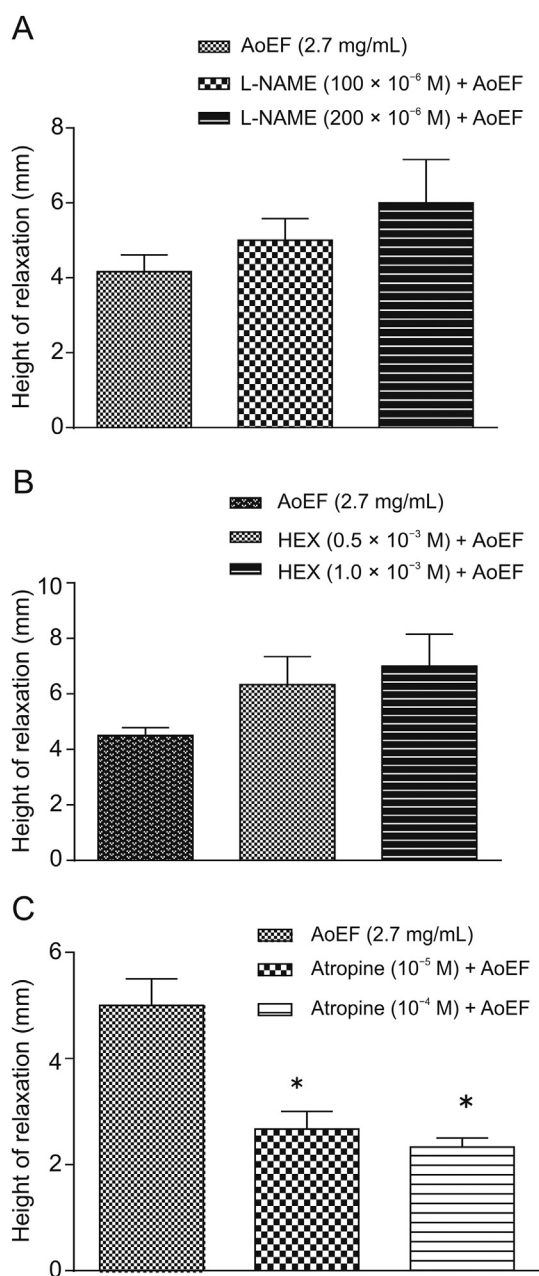 A
AoEF (2.7 mg/mL)
L-NAME (100 × 10⁻⁶ M) + AoEF
L-NAME (200 × 10⁻⁶ M) + AoEF
Height of relaxation (mm)
8
6
4
2
0
B
AoEF (2.7 mg/mL)
HEX (0.5 × 10⁻³ M) + AoEF
HEX (1.0 × 10⁻³ M) + AoEF
Height of relaxation (mm)
10
8
6
4
2
0
C
AoEF (2.7 mg/mL)
Atropine (10⁻⁵ M) + AoEF
Atropine (10⁻⁴ M) + AoEF
Height of relaxation (mm)
6
4
2
0
*
*